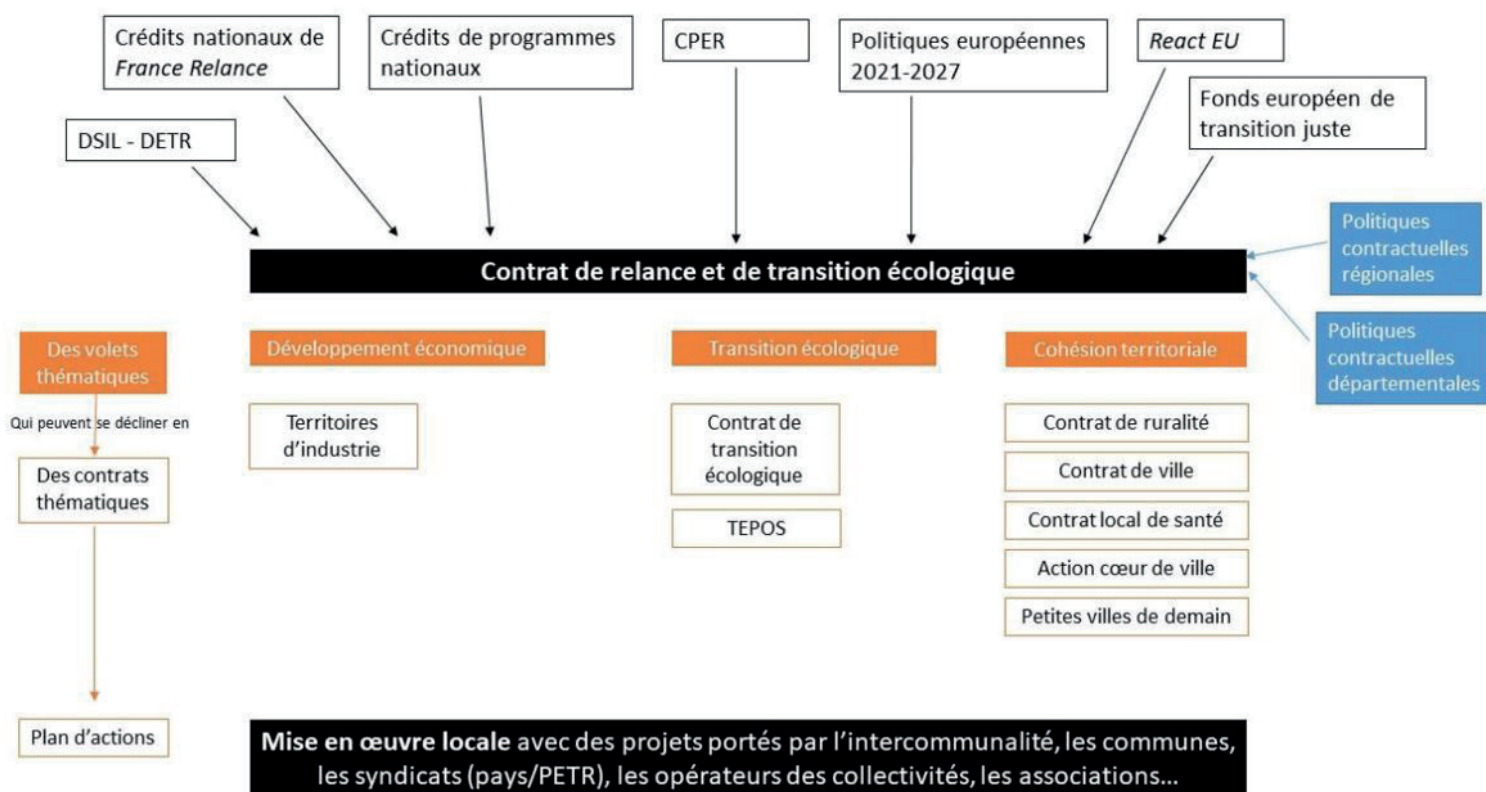 Crédits nationaux de
France Relance
Crédits de programmes
nationaux
CPER
Politiques européennes
2021-2027
React EU
Fonds européen de
transition juste
DSIL - DETR
Politiques
contractuelles
régionales
Contrat de relance et de transition écologique
Politiques
contractuelles
départementales
Des volets
thématiques
Développement économique
Transition écologique
Cohésion territoriale
Qui peuvent se décliner en
Des contrats
thématiques
Territoires
d’industrie
Contrat de
transition
écologique
TEPOS
Contrat de ruralité
Contrat de ville
Contrat local de santé
Action cœur de ville
Petites villes de demain
Plan d’actions
Mise en œuvre locale avec des projets portés par l’intercommunalité, les communes,
les syndicats (pays/PETR), les opérateurs des collectivités, les associations…